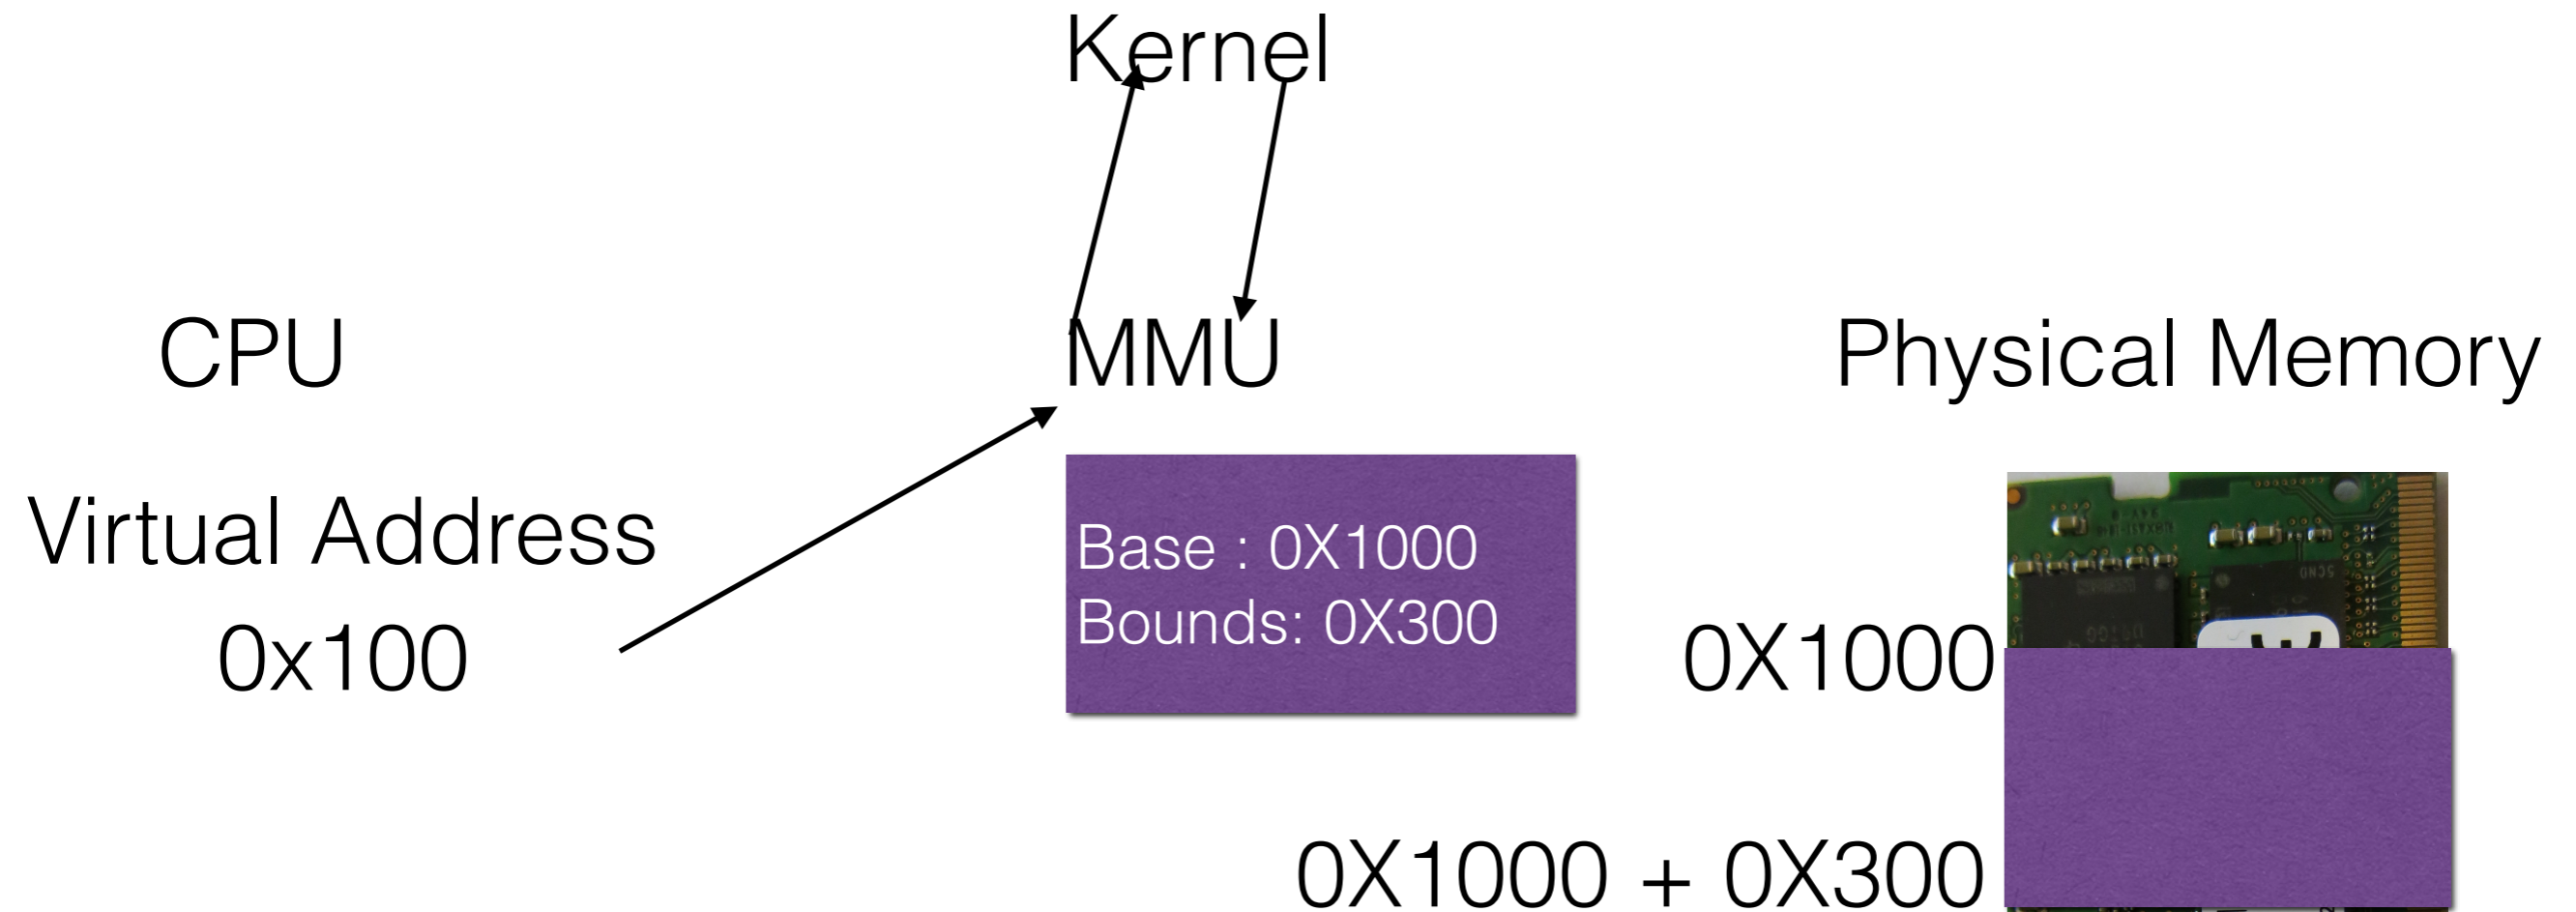 Kernel
CPU
MMU
Physical Memory
Virtual Address
0x100
Base : 0X1000
Bounds: 0X300
0X1000
0X1000 + 0X300